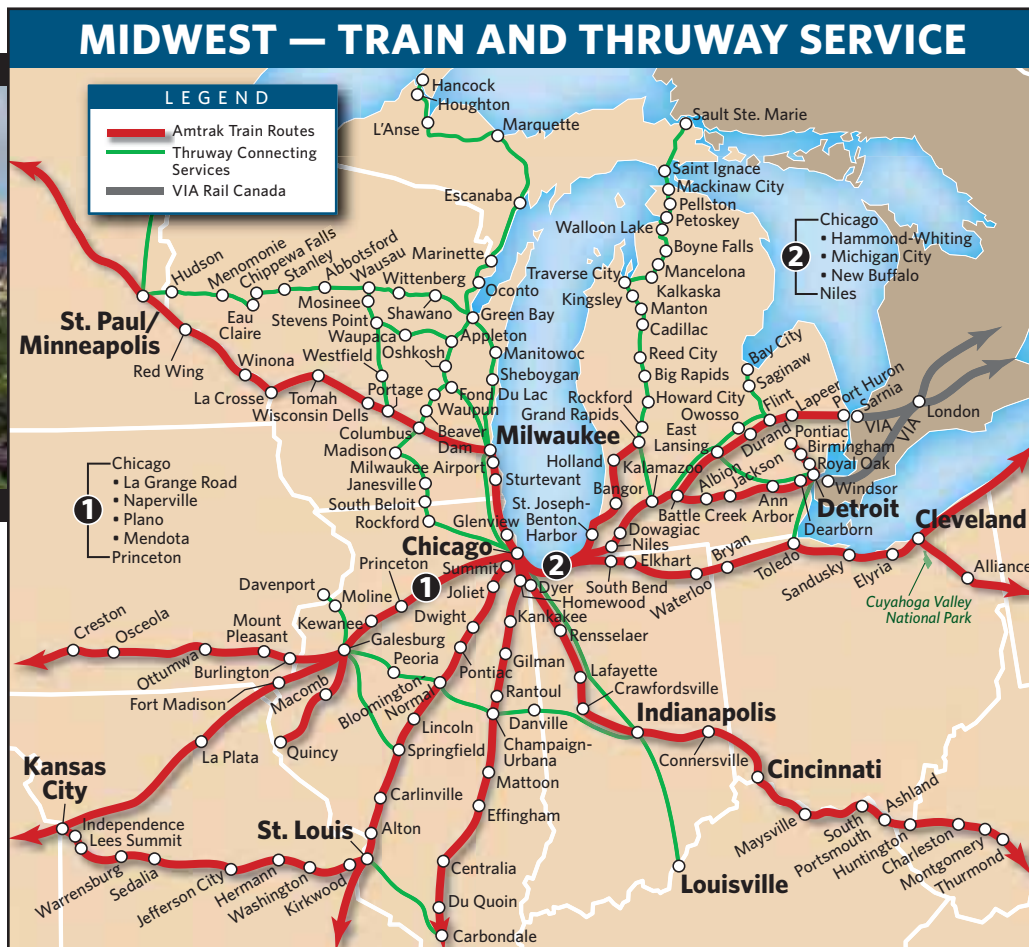 MIDWEST — TRAIN AND THRUWAY SERVICE
LEGEND
Amtrak Train Routes
Thruway Connecting
Services
VIA Rail Canada
Hancock
Houghton
L'Anse
Marquette
Sault Ste. Marie
Saint Ignace
Mackinaw City
Pellston
Petoskey
Walloon Lake
Boyne Falls
Mancelona
Traverse City
Kalkaska
Kingsley
Manton
Cadillac
Reed City
Big Rapids
Howard City
Rockford
Grand Rapids
Escanaba
Marinette
Oconto
Green Bay
Hudson
Menomonie
Chippewa Falls
Stanley
Abbotsford
Wausau
Wittenberg
Eau
Claire
Mosinee
Shawano
Stevens Point
Waupaca
Appleton
Oshkosh
Manitowoc
Sheboygan
Fond Du Lac
Waupun
Westfield
Portage
St. Paul/
Minneapolis
Red Wing
Winona
La Crosse
Tomah
Wisconsin Dells
Columbus
Beaver
Dam
Madison
Milwaukee
Milwaukee Airport
Janesville
Sturtevant
South Beloit
Rockford
Glenview
Chicago
2
Chicago
• Hammond-Whiting
• Michigan City
• New Buffalo
Niles
Bay City
Saginaw
Flint
Lapeer
Port Huron
Sarnia
VIA
VIA
London
Owosso
East
Lansing
Durand
Pontiac
Birmingham
Royal Oak
Windsor
Detroit
Dearborn
Holland
Kalamazoo
Albion
Jackson
Bangor
Battle Creek
Ann
Arbor
St. Joseph-
Benton
Harbor
Dowagiac
Niles
Elkhart
South Bend
Waterloo
Bryan
Toledo
Sandusky
Elyria
Cleveland
Alliance
Cuyahoga Valley
National Park
1
Chicago
• La Grange Road
• Naperville
• Plano
• Mendota
Princeton
Princeton
1
2
Summit
Joliet
Dyer
Homewood
Davenport
Moline
Kewanee
Dwight
Kankakee
Rensselaer
Creston
Osceola
Ottumwa
Mount
Pleasant
Burlington
Galesburg
Peoria
Pontiac
Gilman
Lafayette
Fort Madison
Macomb
Bloomington-
Normal
Rantoul
Crawfordsville
Quincy
Lincoln
Danville
Indianapolis
La Plata
Springfield
Champaign-
Urbana
Connersville
Kansas
City
Mattoon
Cincinnati
Carlinville
Effingham
Independence
Lees Summit
St. Louis
Alton
Warrensburg
Sedalia
Jefferson City
Hermann
Washington
Kirkwood
Centralia
Du Quoin
Carbondale
Louisville
Maysville
South
Portsmouth
Ashland
Huntington
Charleston
Montgomery
Thurmond